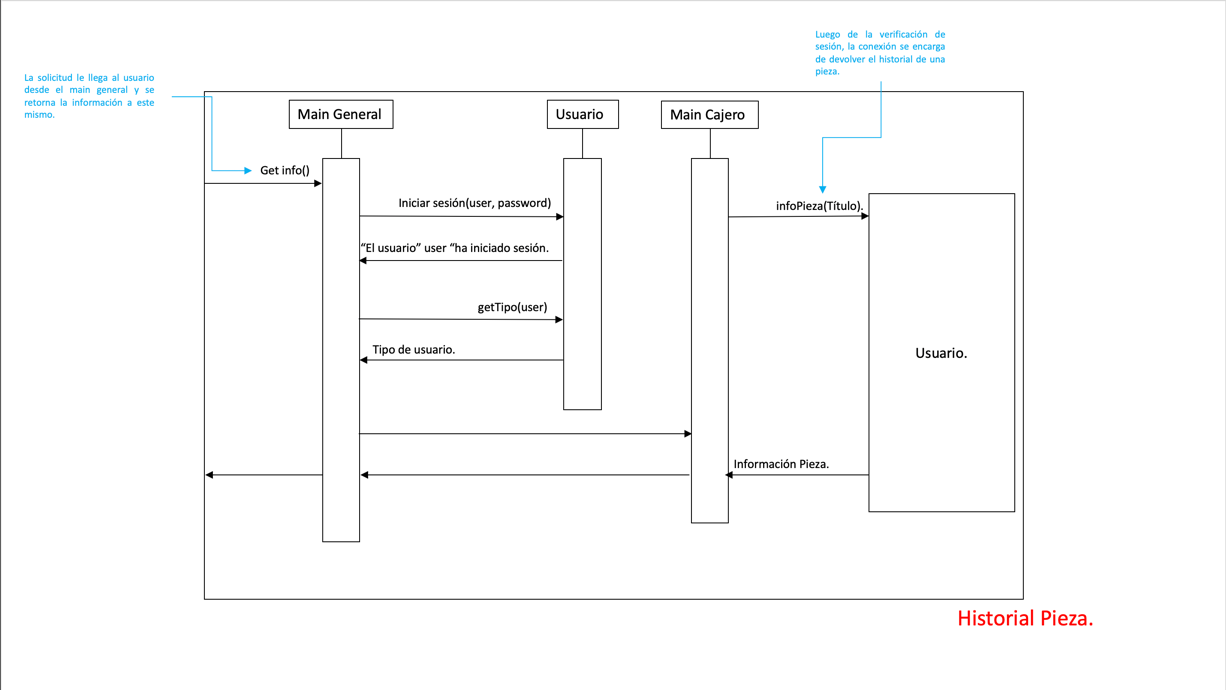 Luego de la verificación de
sesión, la conexión se encarga
de devolver el historial de una
pieza.
La solicitud le llega al usuario
desde el main general y se
retorna la información a este
mismo.
Main General
Usuario
Main Cajero
Get info()
Iniciar sesión(user, password)
infoPieza(Título).
“El usuario” user “ha iniciado sesión.
getTipo(user)
Tipo de usuario.
Usuario.
Información Pieza.
Historial Pieza.